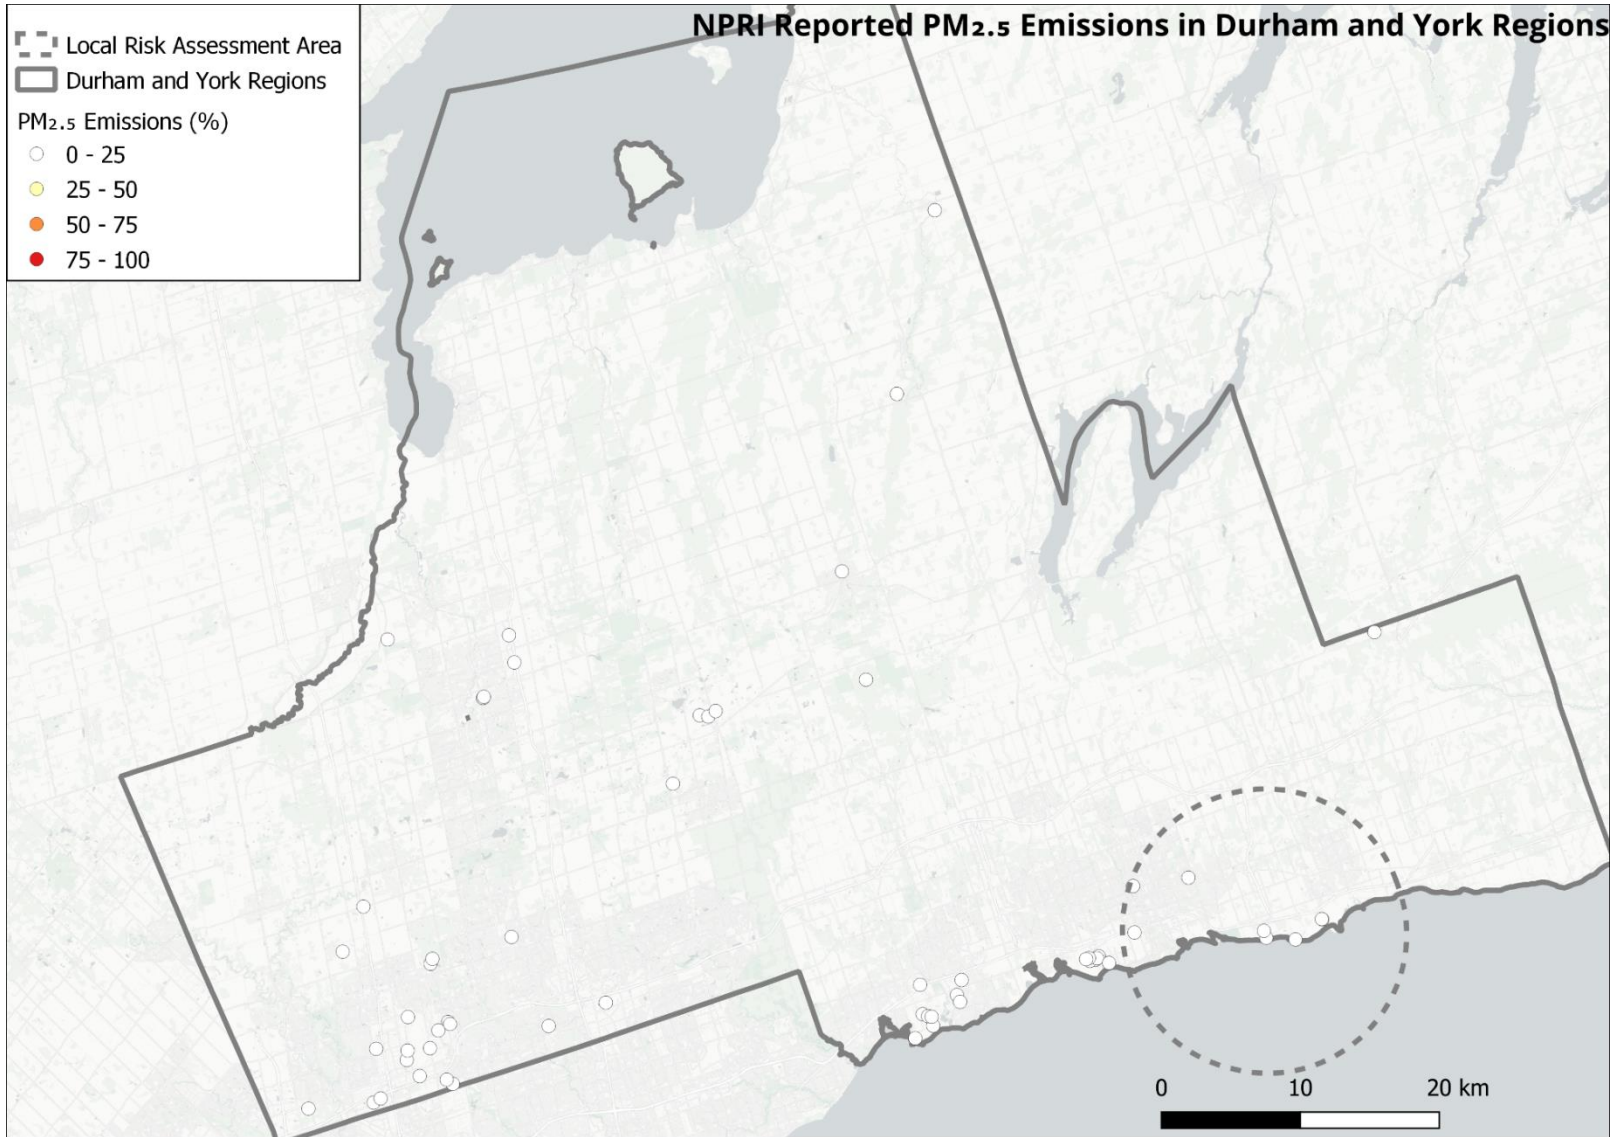 NPRI Reported PM₂.₅ Emissions in Durham and York Regions
Local Risk Assessment Area
Durham and York Regions
PM₂.₅ Emissions (%)
0 - 25
25 - 50
50 - 75
75 - 100
0 10 20 km